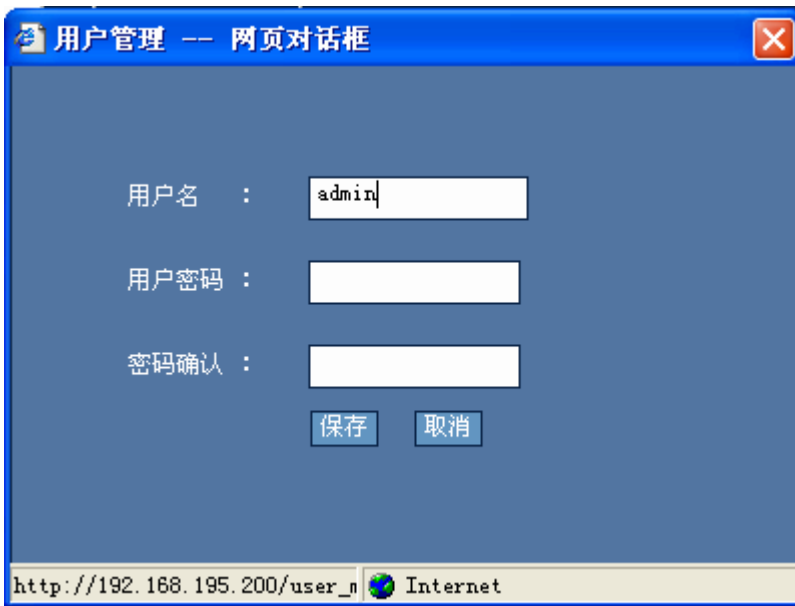 用户管理 -- 网页对话框
用户名 : admin
用户密码 :
密码确认 :
保存 取消
http://192.168.195.200/user_m Internet